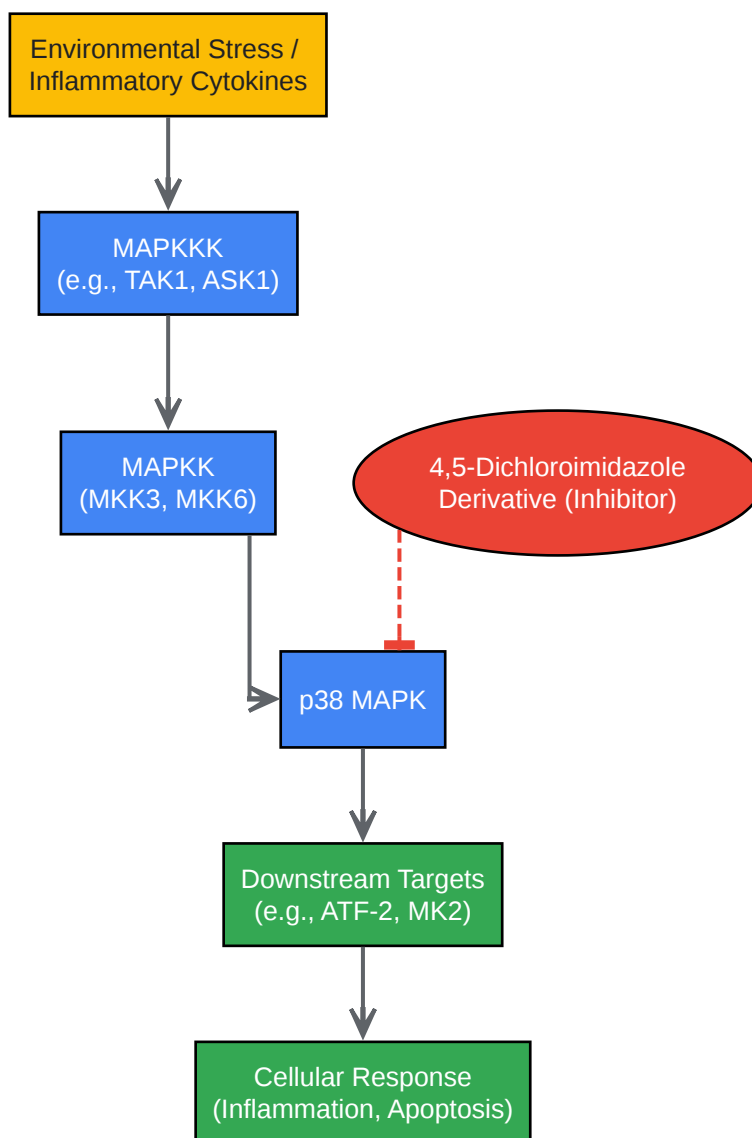 Environmental Stress /
Inflammatory Cytokines
MAPKKK
(e.g., TAK1, ASK1)
MAPKK
(MKK3, MKK6)
4,5-Dichloroimidazole
Derivative (Inhibitor)
p38 MAPK
Downstream Targets
(e.g., ATF-2, MK2)
Cellular Response
(Inflammation, Apoptosis)